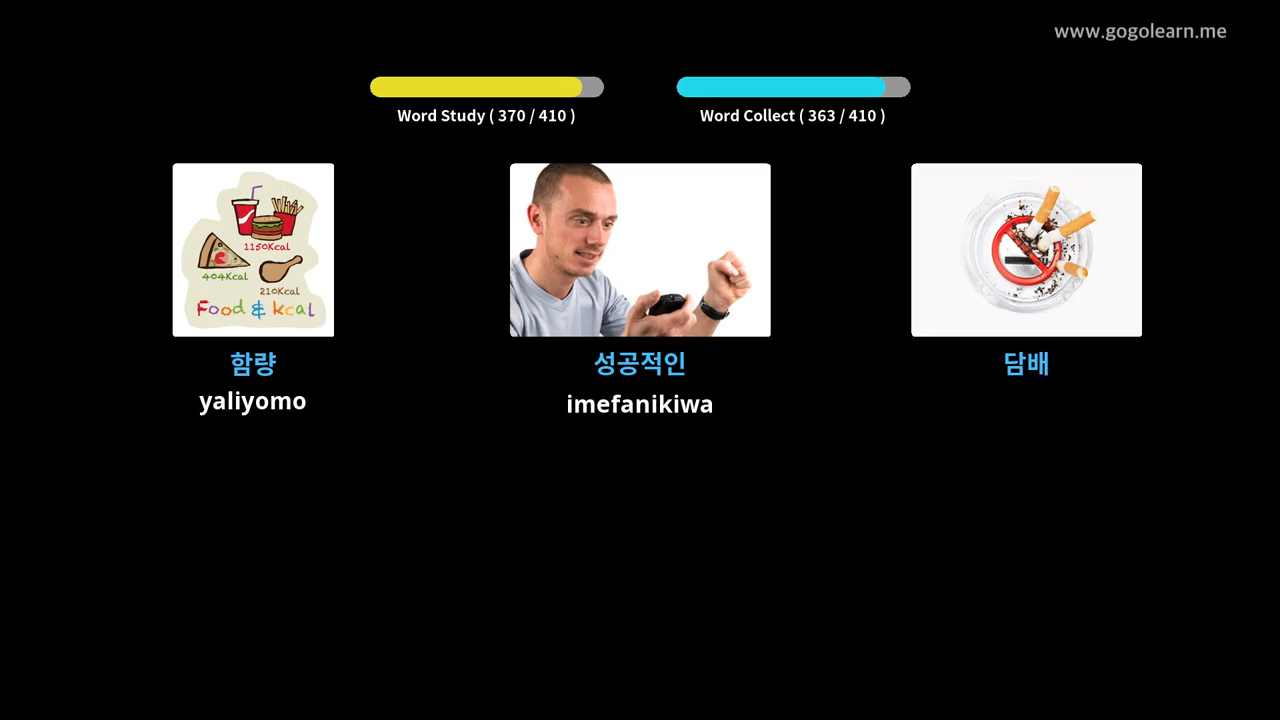 www.gogolearn.me
Word Study ( 370 / 410 )
Word Collect ( 363 / 410 )
1150Kcal
404Kcal
210Kcal
Food & kcal
함량
성공적인
담배
yaliyomo
imefanikiwa